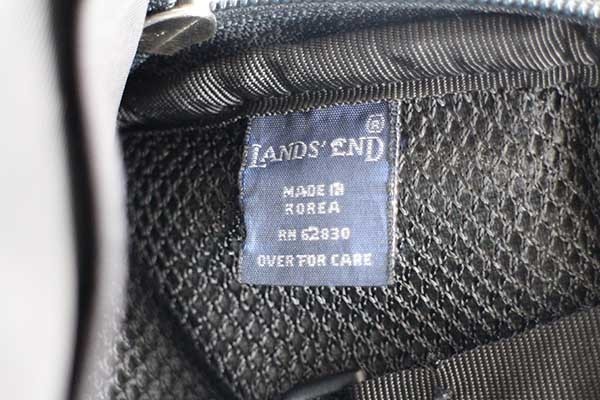 ®
LANDS' END
MADE IN
KOREA
RN 62830
OVER FOR CARE